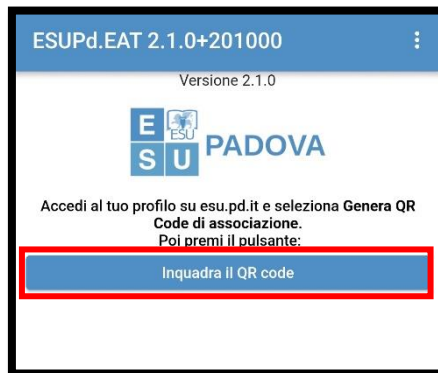 ESUPd.EAT 2.1.0+201000
Versione 2.1.0
E ESU
S U PADOVA
Accedi al tuo profilo su esu.pd.it e seleziona Genera QR
Code di associazione.
Poi premi il pulsante:
Inquadra il QR code